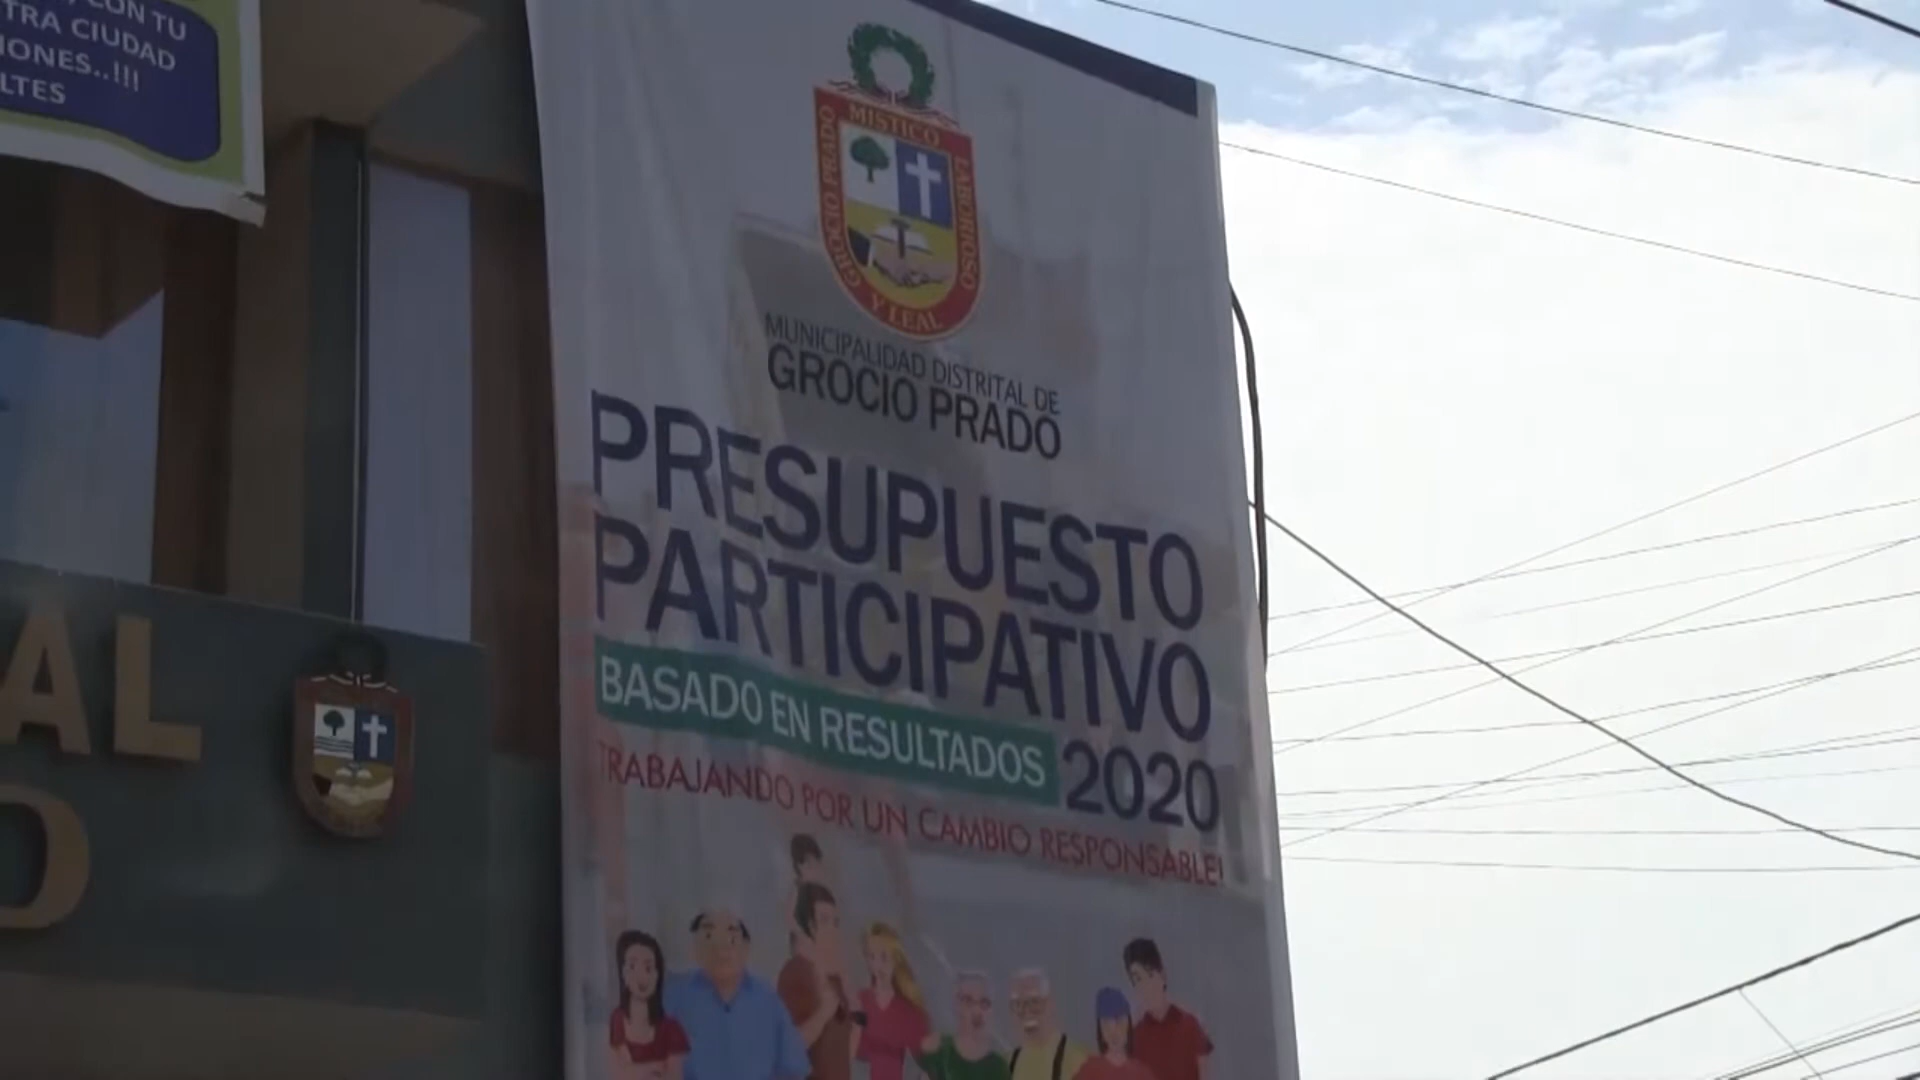 CON TU
TRA CIUDAD
IONES..!!!
LTES
MISTICO
GROCIO PRADO
LABORIOSO
Y LEAL
MUNICIPALIDAD DISTRITAL DE
GROCIO PRADO
PRESUPUESTO
PARTICIPATIVO
BASADO EN RESULTADOS
2020
TRABAJANDO POR UN CAMBIO RESPONSABLE!
AL
O